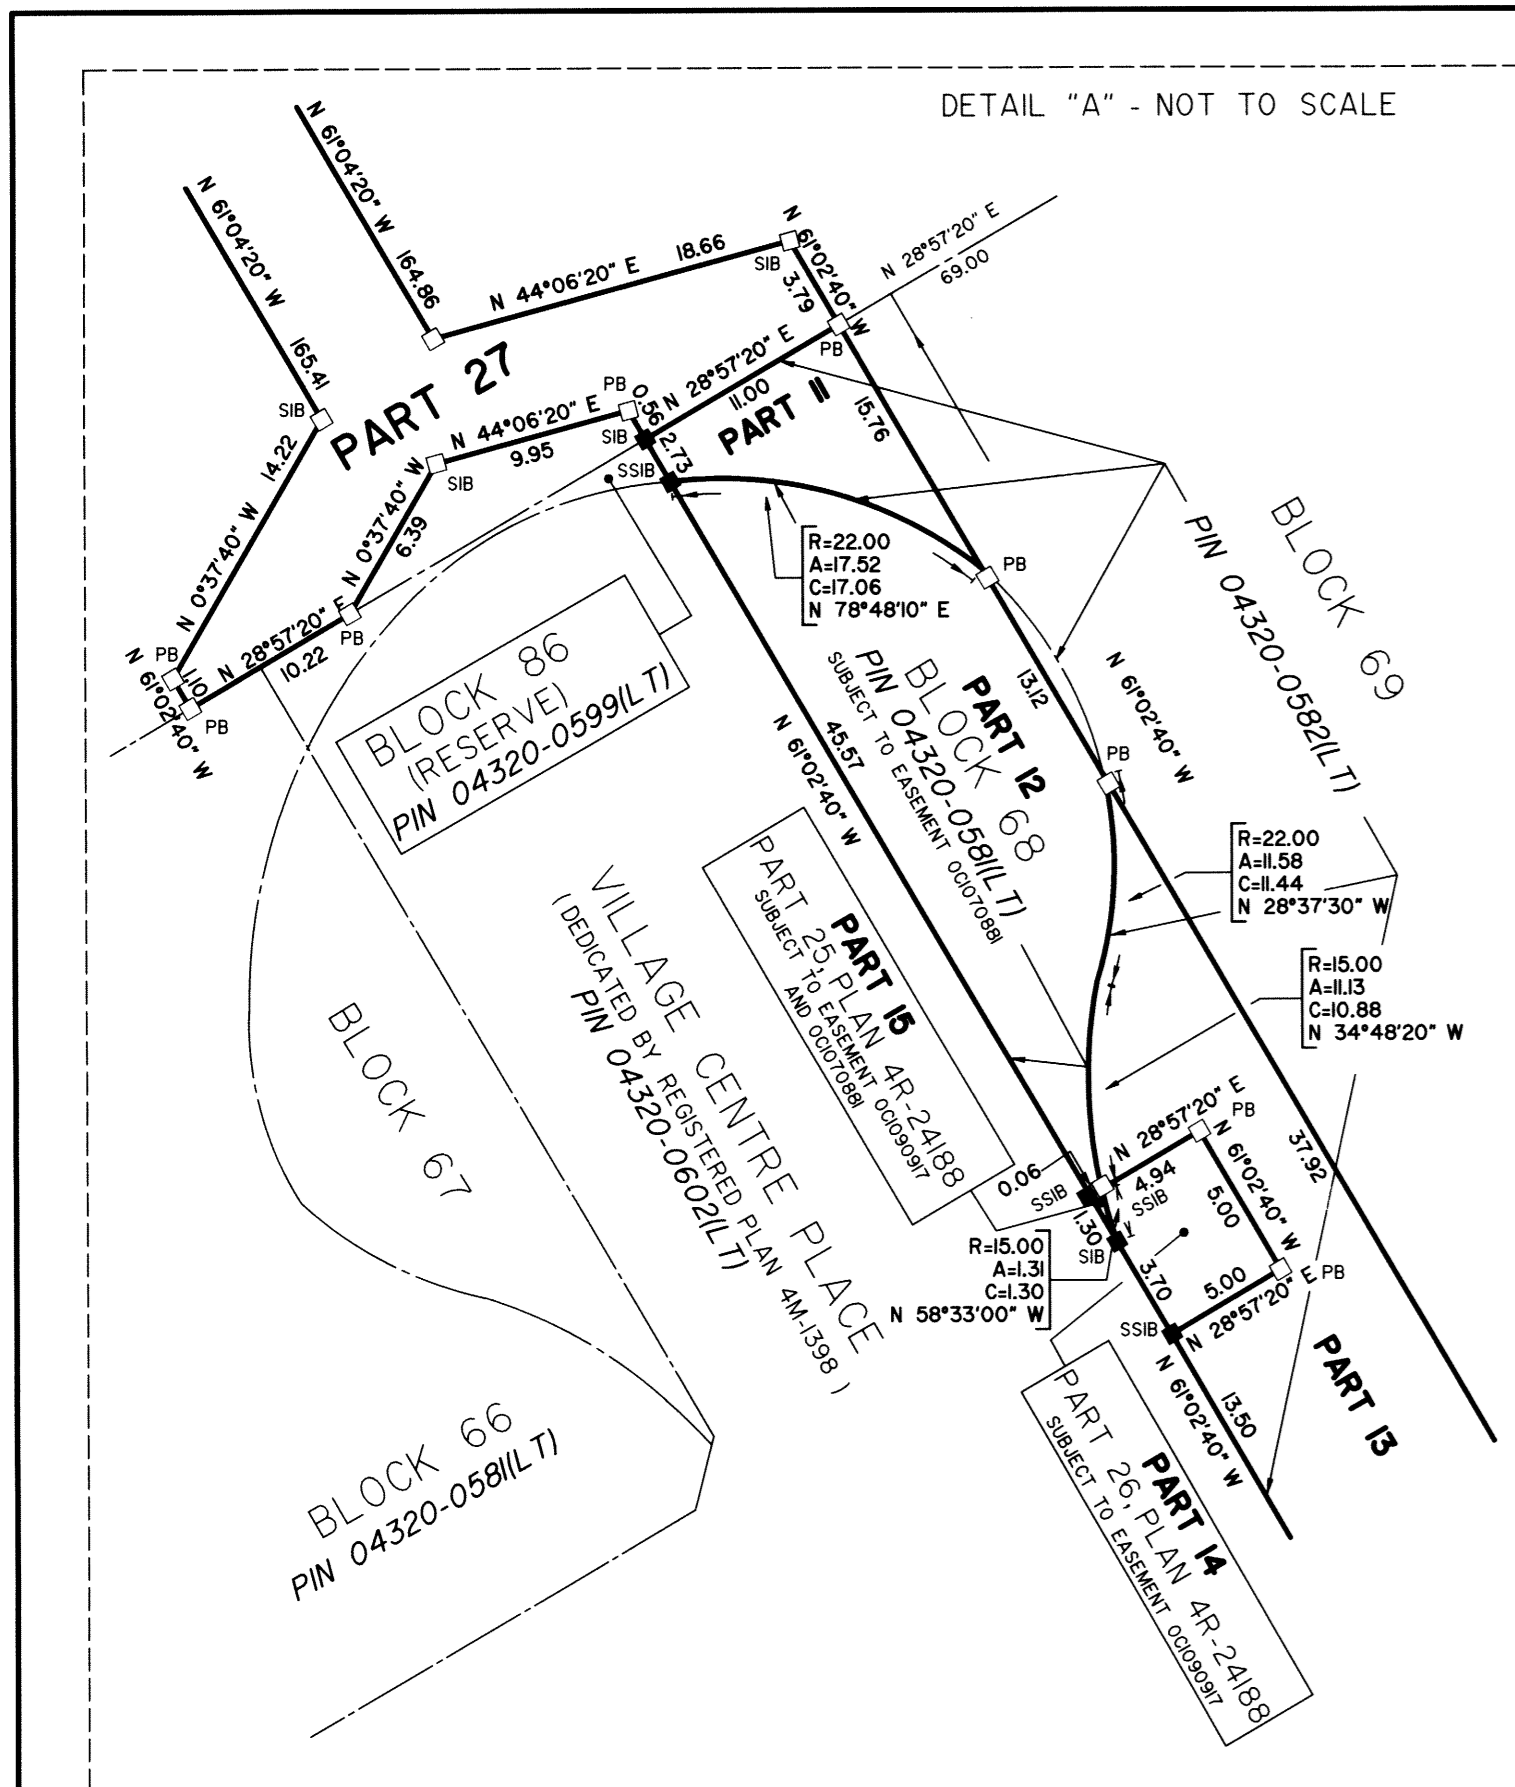 DETAIL "A" - NOT TO SCALE
N 61°04'20" W 164.86
N 61°04'20" W 165.41
N 44°06'20" E 18.66
SIB
N 61°02'40" W
3.79
N 28°57'20" E
69.00
PB
N 28°57'20" E
11.00
PART 11
15.76
PART 27
SIB
14.22
N 0°37'40" W
N 44°06'20" E
9.95
PB
0.56
SIB
2.73
SSIB
SIB
N 0°37'40" W
6.39
PB
N 28°57'20" E
10.22
PB
1.10
N 61°02'40" W
PB
R=22.00
A=17.52
C=17.06
N 78°48'10" E
PB
BLOCK 69
PIN 04320-0582(LT)
BLOCK 86
(RESERVE)
PIN 04320-0599(LT)
PART 12
BLOCK 68
PIN 04320-0581(LT)
SUBJECT TO EASEMENT OC1070881
13.12
N 61°02'40" W
PB
45.57
N 61°02'40" W
R=22.00
A=11.58
C=11.44
N 28°37'30" W
R=15.00
A=11.13
C=10.88
N 34°48'20" W
PART 15
PART 25, PLAN 4R-24188
SUBJECT TO EASEMENT OC1090917
AND OC1070881
VILLAGE CENTRE PLACE
(DEDICATED BY REGISTERED PLAN 4M-1398 )
PIN 04320-0602(LT)
BLOCK 67
BLOCK 66
PIN 04320-0581(LT)
0.06
SSIB
N 28°57'20" E
4.94
PB
SSIB
N 61°02'40" W
5.00
37.92
1.30
SIB
R=15.00
A=1.31
C=1.30
N 58°33'00" W
3.70
5.00
N 28°57'20" E
PB
SSIB
N 61°02'40" W
13.50
PART 13
PART 14
PART 26, PLAN 4R-24188
SUBJECT TO EASEMENT OC1090917